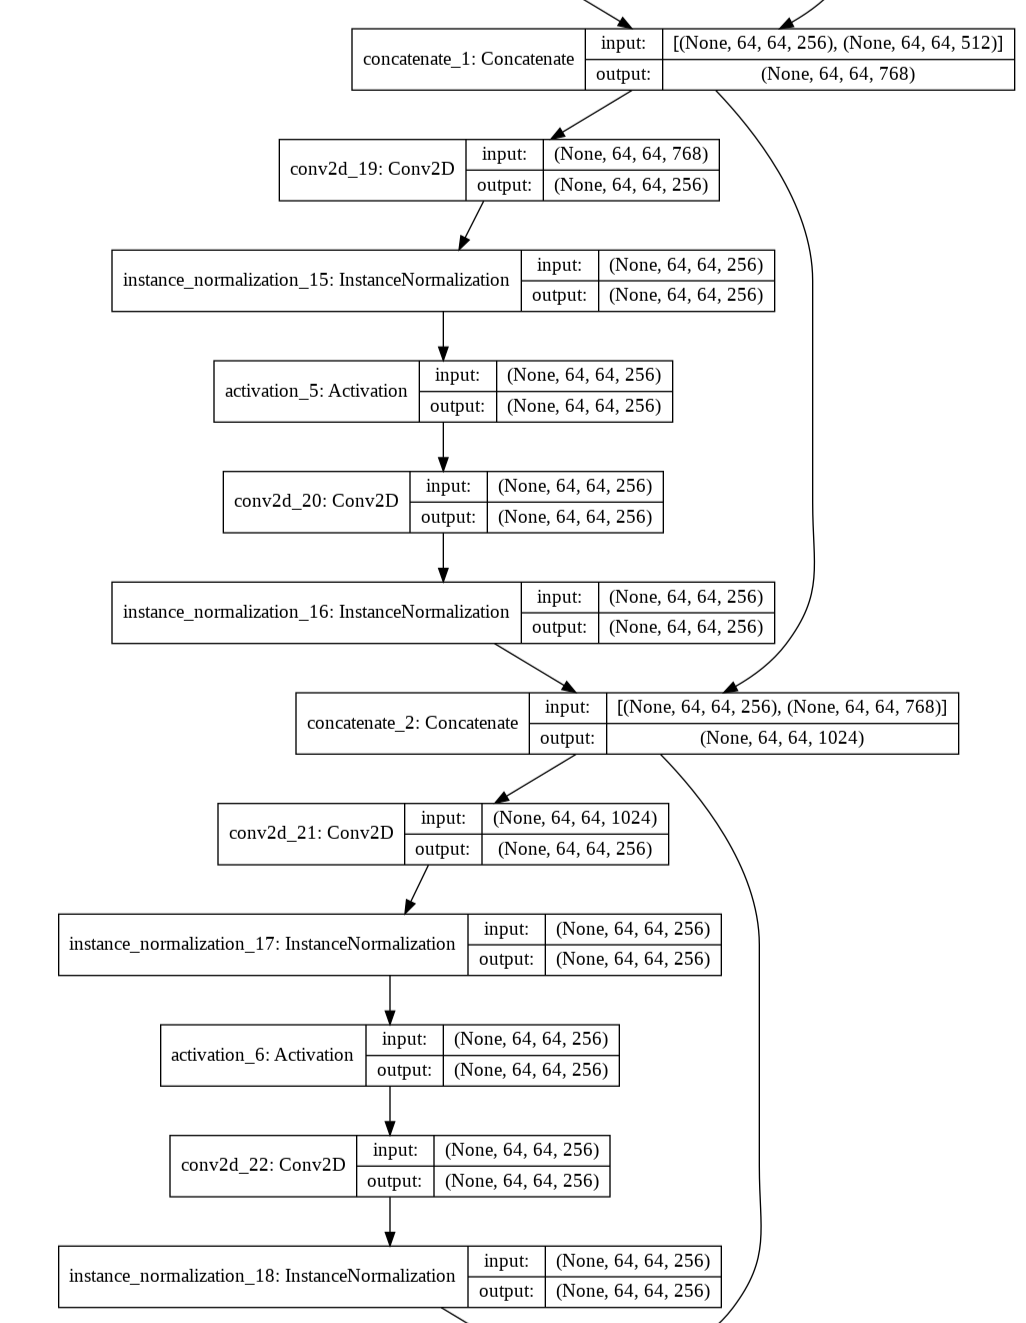 concatenate_1: Concatenate
input: [(None, 64, 64, 256), (None, 64, 64, 512)]
output: (None, 64, 64, 768)
conv2d_19: Conv2D
input: (None, 64, 64, 768)
output: (None, 64, 64, 256)
instance_normalization_15: InstanceNormalization
input: (None, 64, 64, 256)
output: (None, 64, 64, 256)
activation_5: Activation
input: (None, 64, 64, 256)
output: (None, 64, 64, 256)
conv2d_20: Conv2D
input: (None, 64, 64, 256)
output: (None, 64, 64, 256)
instance_normalization_16: InstanceNormalization
input: (None, 64, 64, 256)
output: (None, 64, 64, 256)
concatenate_2: Concatenate
input: [(None, 64, 64, 256), (None, 64, 64, 768)]
output: (None, 64, 64, 1024)
conv2d_21: Conv2D
input: (None, 64, 64, 1024)
output: (None, 64, 64, 256)
instance_normalization_17: InstanceNormalization
input: (None, 64, 64, 256)
output: (None, 64, 64, 256)
activation_6: Activation
input: (None, 64, 64, 256)
output: (None, 64, 64, 256)
conv2d_22: Conv2D
input: (None, 64, 64, 256)
output: (None, 64, 64, 256)
instance_normalization_18: InstanceNormalization
input: (None, 64, 64, 256)
output: (None, 64, 64, 256)